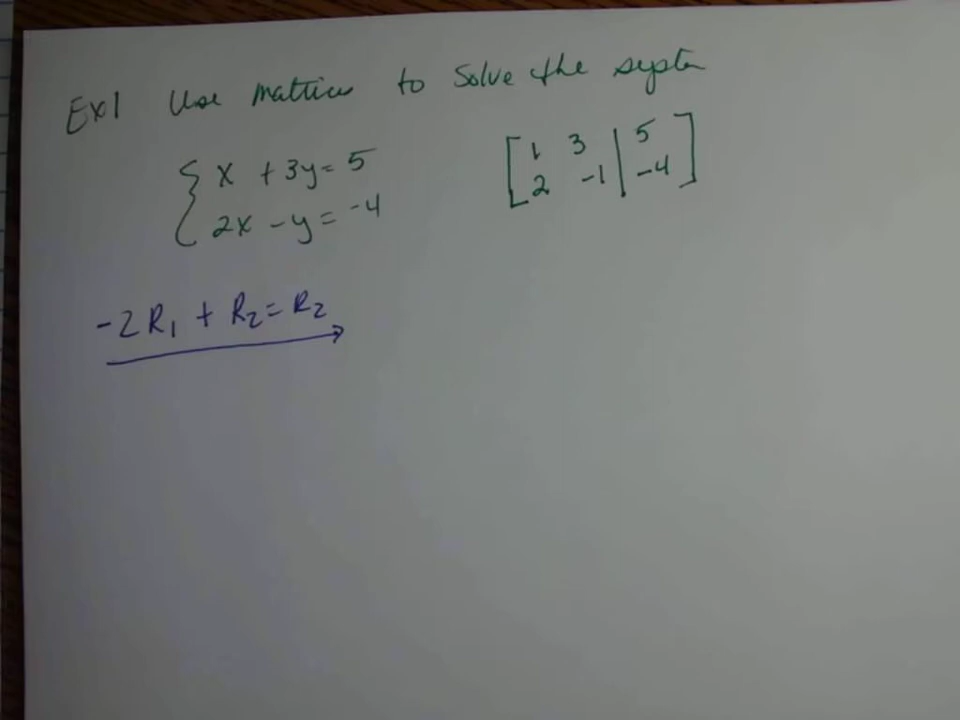 Ex1 Use matrices to solve the system
x + 3y = 5
2x - y = -4
[ 1 3 | 5 ]
[ 2 -1 | -4 ]
-2R₁ + R₂ = R₂